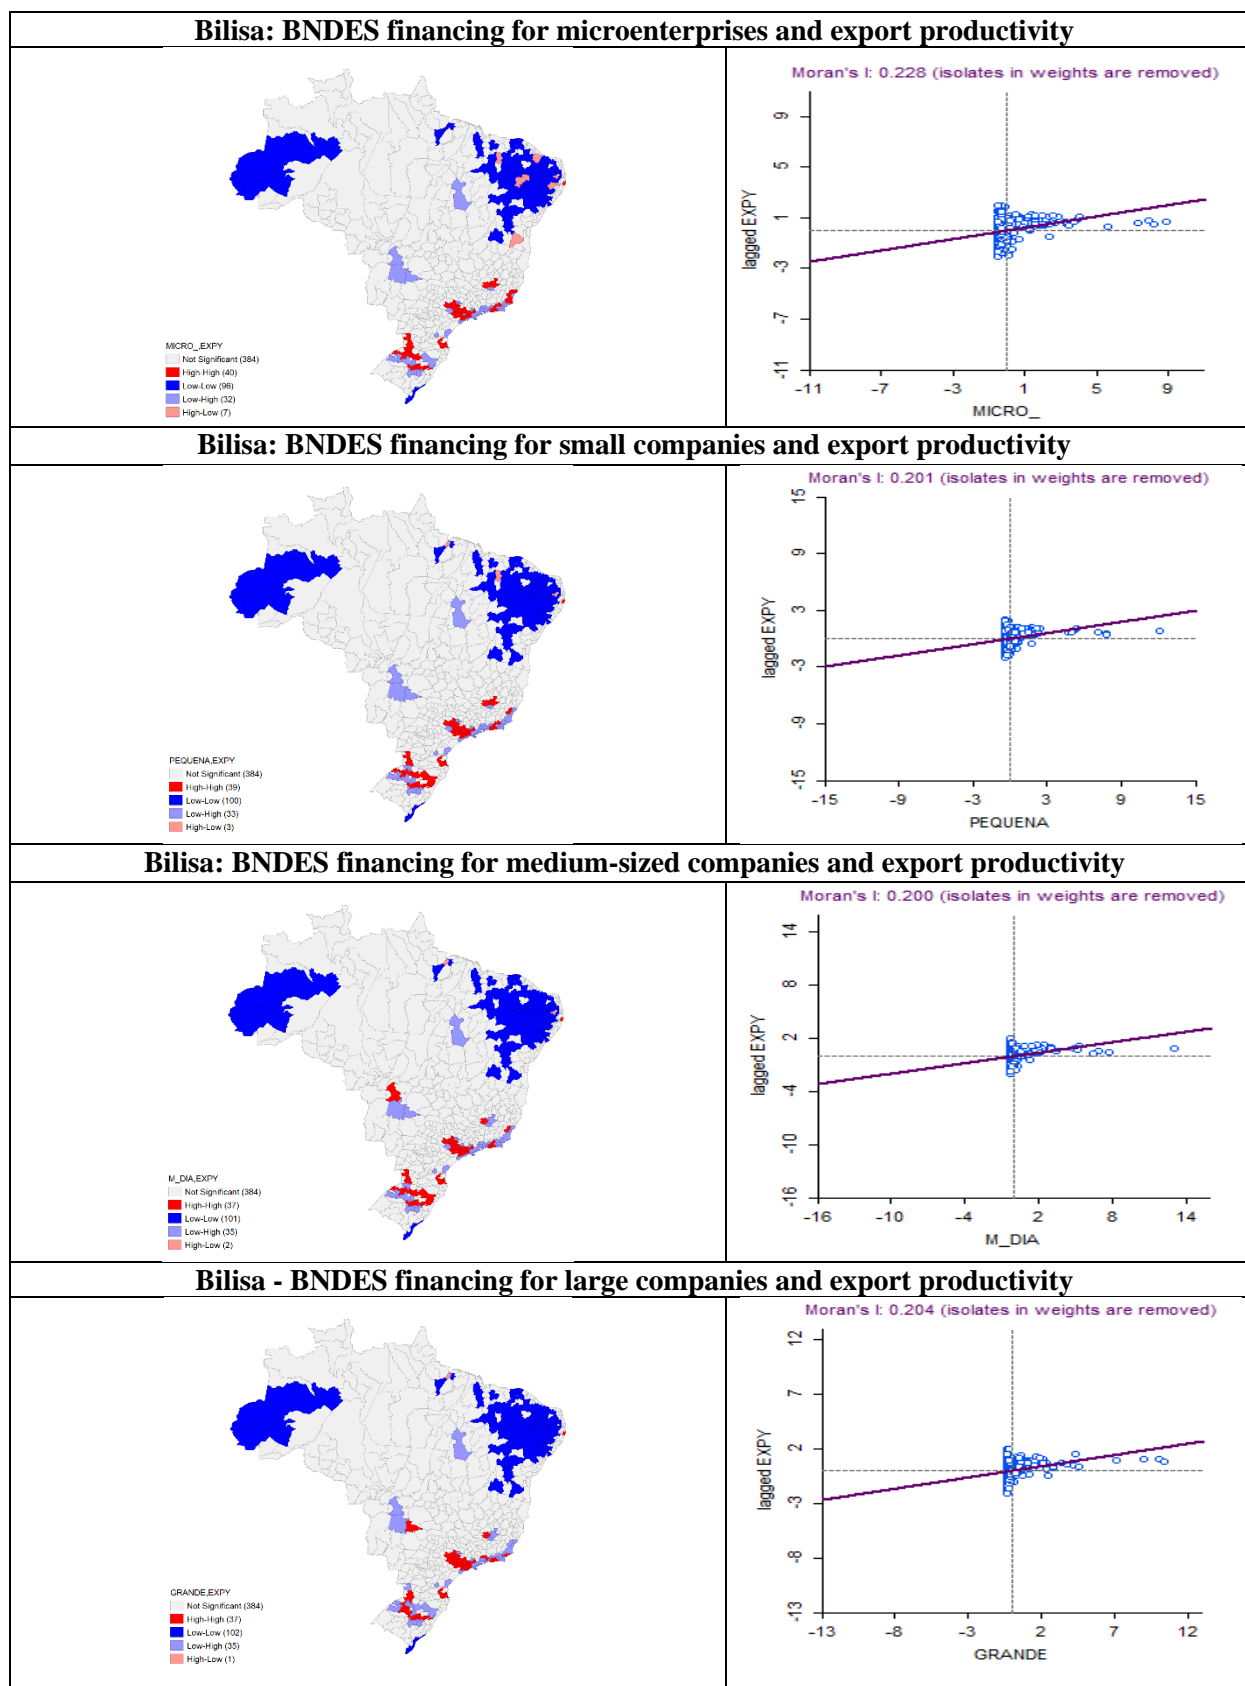 Bilisa: BNDES financing for microenterprises and export productivity
MICRO_,EXPY
Not Significant (384)
High-High (40)
Low-Low (96)
Low-High (32)
High-Low (7)
Moran's I: 0.228 (isolates in weights are removed)
lagged EXPY
9
5
1
-3
-7
-11
-11 -7 -3 1 5 9
MICRO_
Bilisa: BNDES financing for small companies and export productivity
PEQUENA,EXPY
Not Significant (384)
High-High (39)
Low-Low (100)
Low-High (33)
High-Low (3)
Moran's I: 0.201 (isolates in weights are removed)
lagged EXPY
15
9
3
-3
-9
-15
-15 -9 -3 3 9 15
PEQUENA
Bilisa: BNDES financing for medium-sized companies and export productivity
M_DIA,EXPY
Not Significant (384)
High-High (37)
Low-Low (101)
Low-High (35)
High-Low (2)
Moran's I: 0.200 (isolates in weights are removed)
lagged EXPY
14
8
2
-4
-10
-16
-16 -10 -4 2 8 14
M_DIA
Bilisa - BNDES financing for large companies and export productivity
GRANDE,EXPY
Not Significant (384)
High-High (37)
Low-Low (102)
Low-High (35)
High-Low (1)
Moran's I: 0.204 (isolates in weights are removed)
lagged EXPY
12
7
2
-3
-8
-13
-13 -8 -3 2 7 12
GRANDE